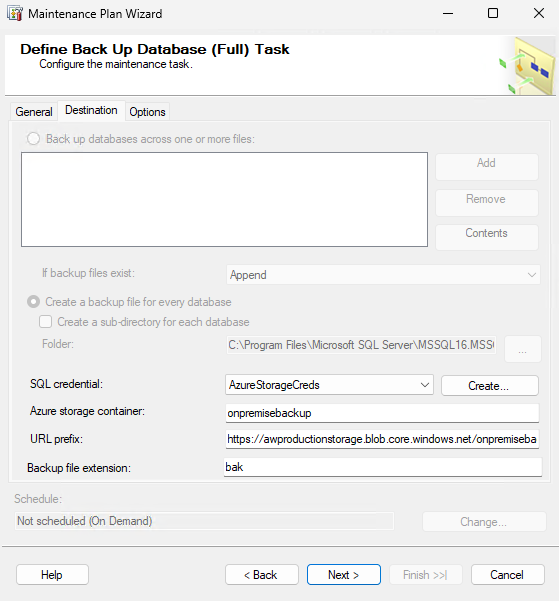 Maintenance Plan Wizard
Define Back Up Database (Full) Task
Configure the maintenance task.
General Destination Options
Back up databases across one or more files:
Add
Remove
Contents
If backup files exist: Append
Create a backup file for every database
Create a sub-directory for each database
Folder: C:\Program Files\Microsoft SQL Server\MSSQL16.MSS ...
SQL credential: AzureStorageCreds Create...
Azure storage container: onpremisebackup
URL prefix: https://awproductionstorage.blob.core.windows.net/onpremiseba
Backup file extension: bak
Schedule:
Not scheduled (On Demand) Change...
Help < Back Next > Finish >>| Cancel